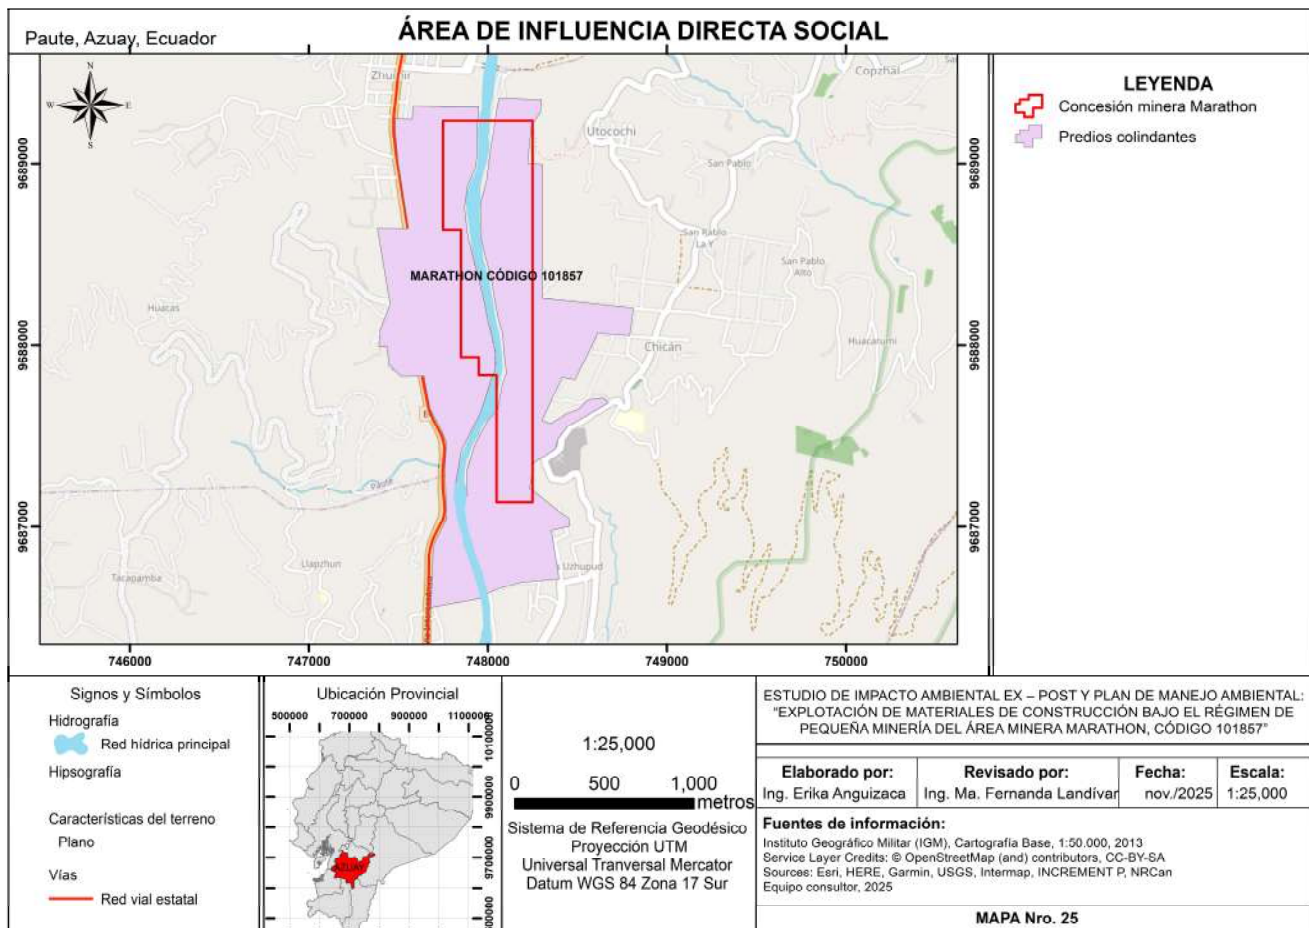 Paute, Azuay, Ecuador
ÁREA DE INFLUENCIA DIRECTA SOCIAL
N
W
E
S
Zhumir
Copzhal
Utocochi
San Pablo
San Pablo
La Y
San Pablo
Alto
MARATHON CÓDIGO 101857
Huacas
Chicán
Huacarumi
E
Paute
Llapzhun
Tacapamba
Uzhupud
9689000
9688000
9687000
9689000
9688000
9687000
746000
747000
748000
749000
750000
LEYENDA
Concesión minera Marathon
Predios colindantes
Signos y Símbolos
Hidrografía
Red hídrica principal
Hipsografía
Características del terreno
Plano
Vías
Red vial estatal
Ubicación Provincial
500000
700000
900000
1100000
9900000
9700000
AZUAY
1:25,000
0
500
1,000
metros
Sistema de Referencia Geodésico
Proyección UTM
Universal Tranversal Mercator
Datum WGS 84 Zona 17 Sur
ESTUDIO DE IMPACTO AMBIENTAL EX – POST Y PLAN DE MANEJO AMBIENTAL:
"EXPLOTACIÓN DE MATERIALES DE CONSTRUCCIÓN BAJO EL RÉGIMEN DE
PEQUEÑA MINERÍA DEL ÁREA MINERA MARATHON, CÓDIGO 101857"
Elaborado por:
Ing. Erika Anguizaca
Revisado por:
Ing. Ma. Fernanda Landívar
Fecha:
nov./2025
Escala:
1:25,000
Fuentes de información:
Instituto Geográfico Militar (IGM), Cartografía Base, 1:50.000, 2013
Service Layer Credits: © OpenStreetMap (and) contributors, CC-BY-SA
Sources: Esri, HERE, Garmin, USGS, Intermap, INCREMENT P, NRCan
Equipo consultor, 2025
MAPA Nro. 25